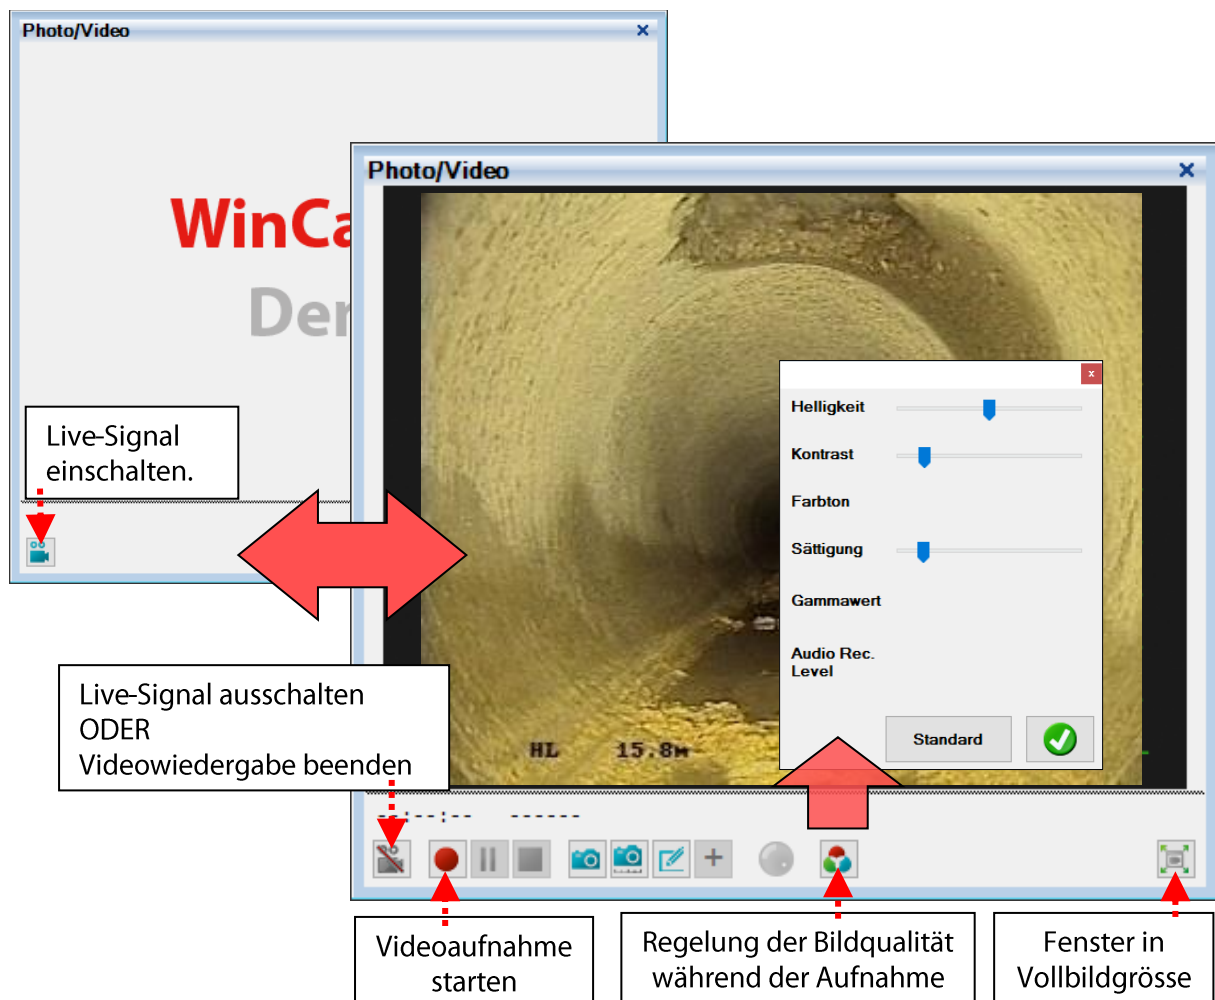 Photo/Video
WinCa
Der
Live-Signal
einschalten.
Photo/Video
Helligkeit
Kontrast
Farbton
Sättigung
Gammawert
Audio Rec.
Level
Standard
HL 15.8м
Live-Signal ausschalten
ODER
Videowiedergabe beenden
--:--:-- ------
Videoaufnahme
starten
Regelung der Bildqualität
während der Aufnahme
Fenster in
Vollbildgrösse